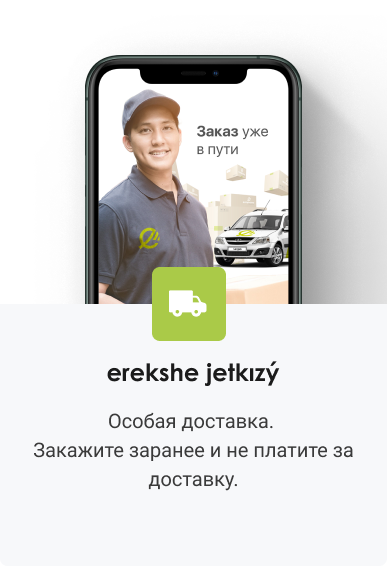 Заказ уже
в пути
erekshe jetkızý
Особая доставка.
Закажите заранее и не платите за
доставку.